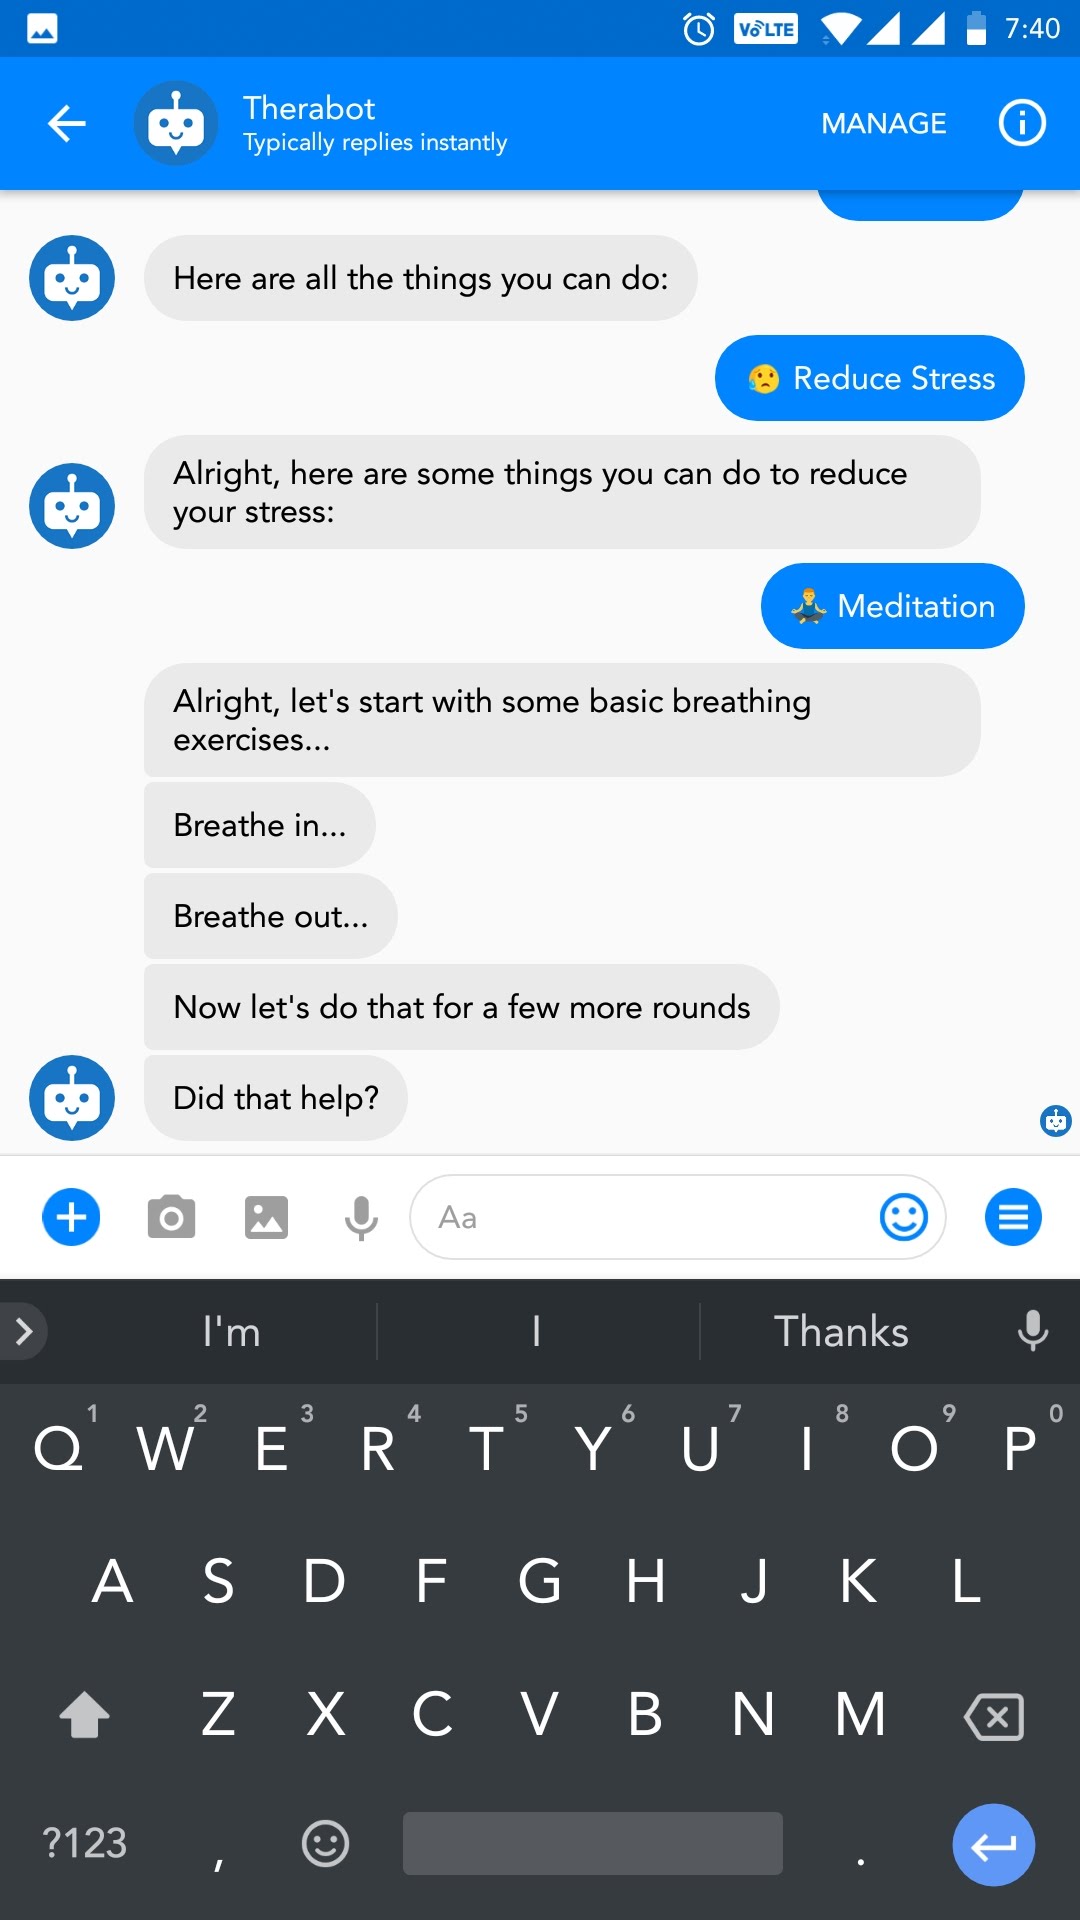 VoLTE 7:40
Therabot
Typically replies instantly
MANAGE
Here are all the things you can do:
😥 Reduce Stress
Alright, here are some things you can do to reduce
your stress:
🧘‍♂️ Meditation
Alright, let's start with some basic breathing
exercises...
Breathe in...
Breathe out...
Now let's do that for a few more rounds
Did that help?
Aa
I'm I Thanks
1 2 3 4 5 6 7 8 9 0
Q W E R T Y U I O P
A S D F G H J K L
Z X C V B N M
?123 , .